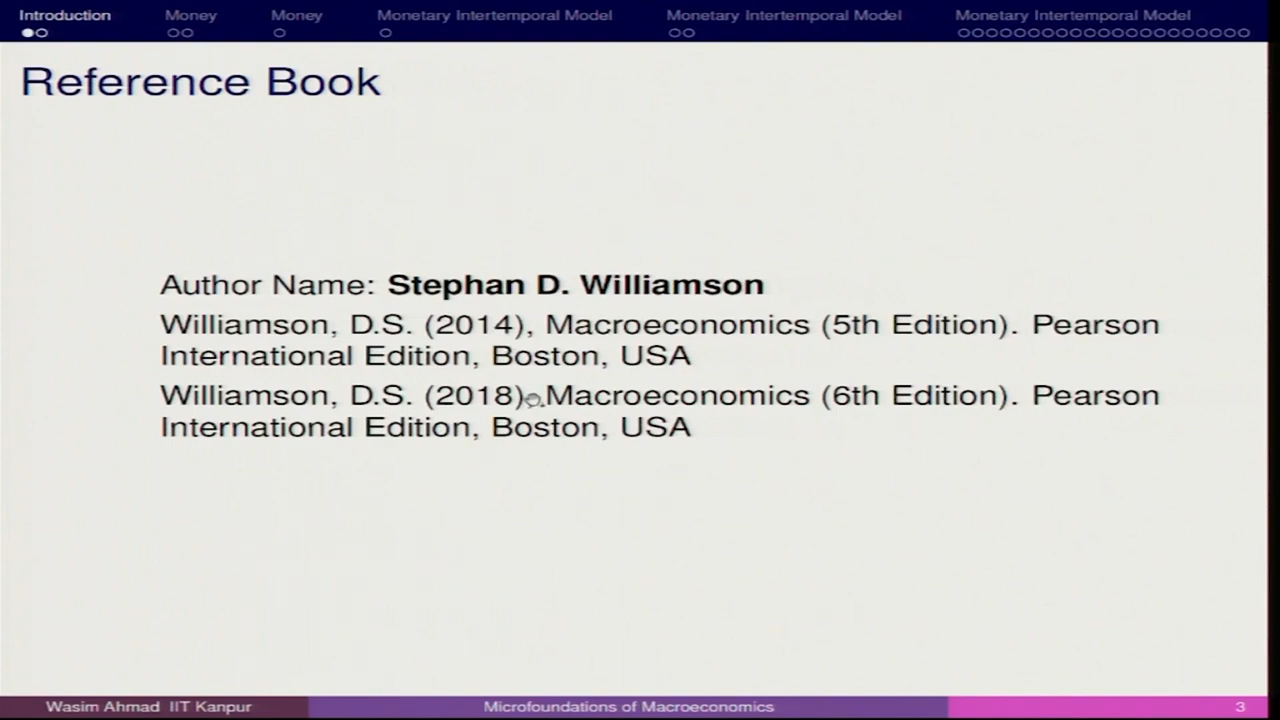 Introduction Money Money Monetary Intertemporal Model Monetary Intertemporal Model Monetary Intertemporal Model
Reference Book
Author Name: Stephan D. Williamson
Williamson, D.S. (2014), Macroeconomics (5th Edition). Pearson
International Edition, Boston, USA
Williamson, D.S. (2018), Macroeconomics (6th Edition). Pearson
International Edition, Boston, USA
Wasim Ahmad IIT Kanpur Microfoundations of Macroeconomics 3